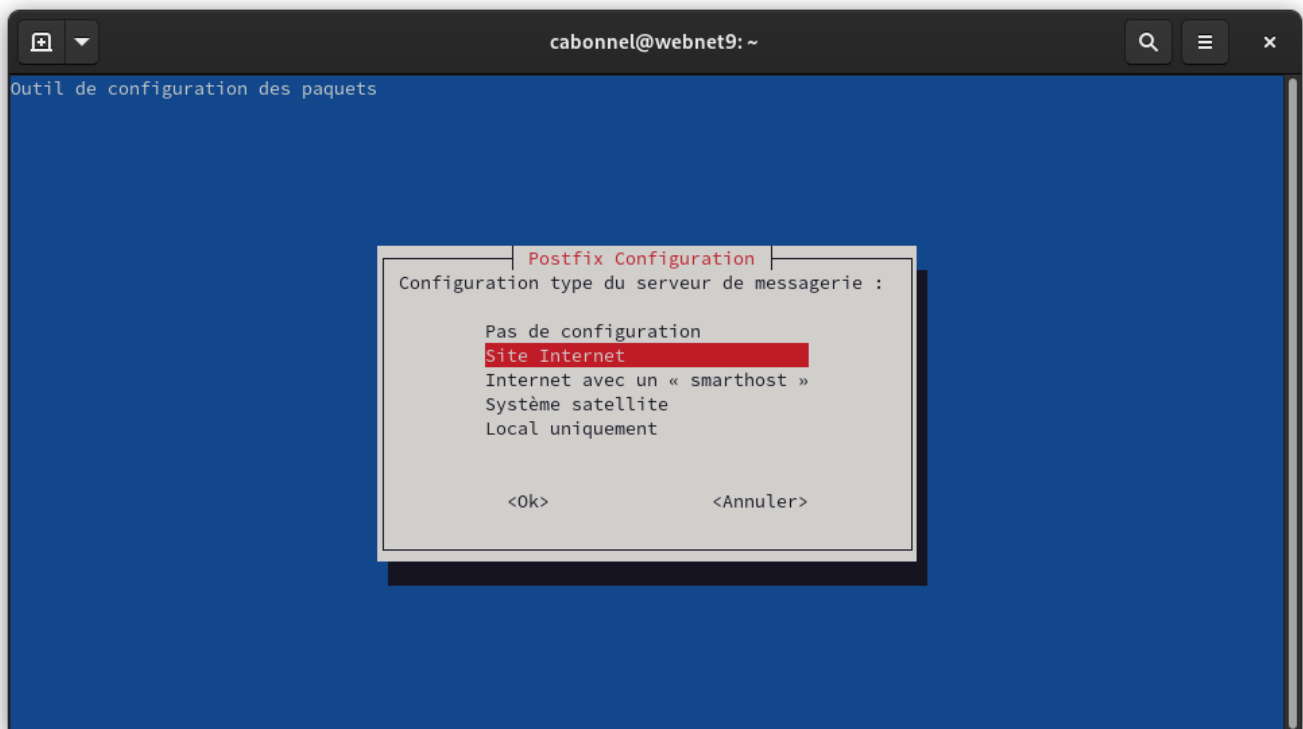 cabonnel@webnet9: ~
Outil de configuration des paquets
Postfix Configuration
Configuration type du serveur de messagerie :
Pas de configuration
Site Internet
Internet avec un « smarthost »
Système satellite
Local uniquement
<Ok> <Annuler>